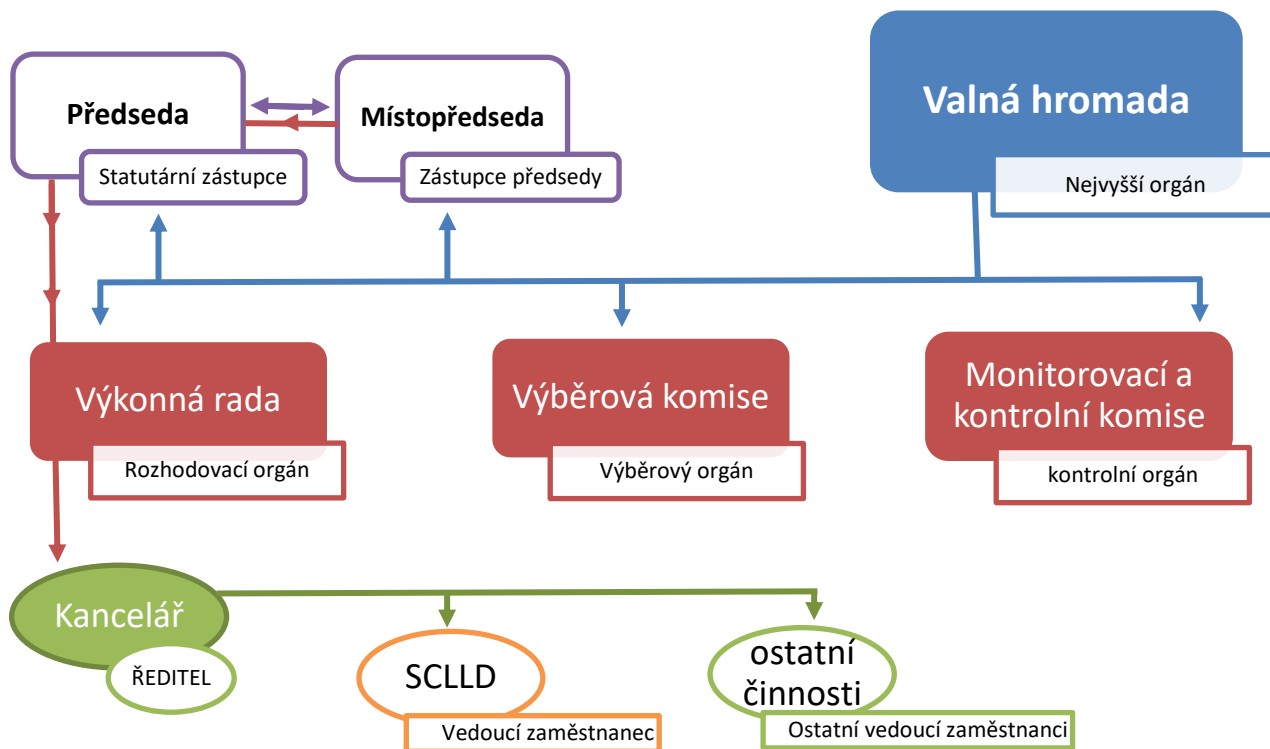 Předseda
Statutární zástupce
Místopředseda
Zástupce předsedy
Valná hromada
Nejvyšší orgán
Výkonná rada
Rozhodovací orgán
Výběrová komise
Výběrový orgán
Monitorovací a
kontrolní komise
kontrolní orgán
Kancelář
ŘEDITEL
SCLLD
Vedoucí zaměstnanec
ostatní
činnosti
Ostatní vedoucí zaměstnanci